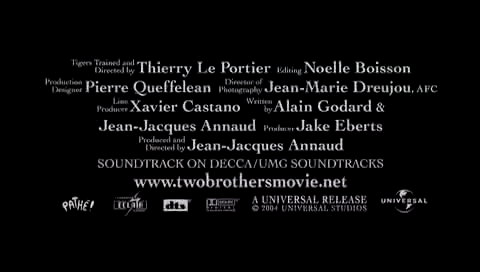 Tigers Trained and Directed by Thierry Le Portier Editing Noelle Boisson
Production Designer Pierre Queffelean Director of Photography Jean-Marie Dreujou, AFC
Line Producer Xavier Castano Written by Alain Godard &
Jean-Jacques Annaud Producer Jake Eberts
Produced and Directed by Jean-Jacques Annaud
SOUNDTRACK ON DECCA/UMG SOUNDTRACKS
www.twobrothersmovie.net
PATHE! dts DOLBY DIGITAL A UNIVERSAL RELEASE UNIVERSAL
© 2004 UNIVERSAL STUDIOS